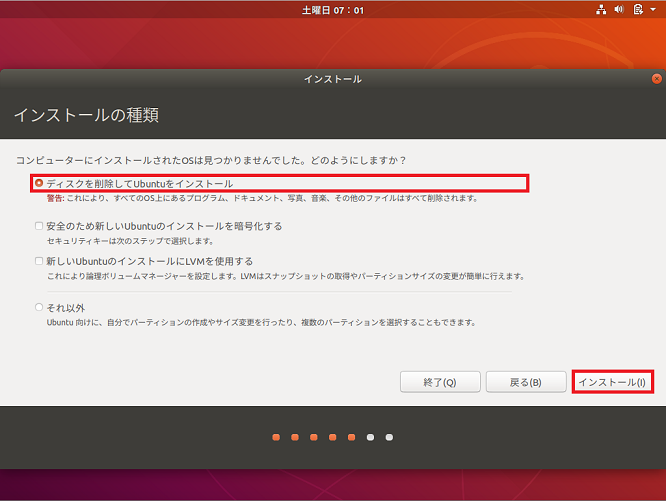 土曜日 07：01
インストール
インストールの種類
コンピューターにインストールされたOSは見つかりませんでした。どのようにしますか？
ディスクを削除してUbuntuをインストール
警告: これにより、すべてのOS上にあるプログラム、ドキュメント、写真、音楽、その他のファイルはすべて削除されます。
安全のため新しいUbuntuのインストールを暗号化する
セキュリティキーは次のステップで選択します。
新しいUbuntuのインストールにLVMを使用する
これにより論理ボリュームマネージャーを設定します。LVMはスナップショットの取得やパーティションサイズの変更が簡単に行えます。
それ以外
Ubuntu 向けに、自分でパーティションの作成やサイズ変更を行ったり、複数のパーティションを選択することもできます。
終了(Q) 戻る(B) インストール(I)